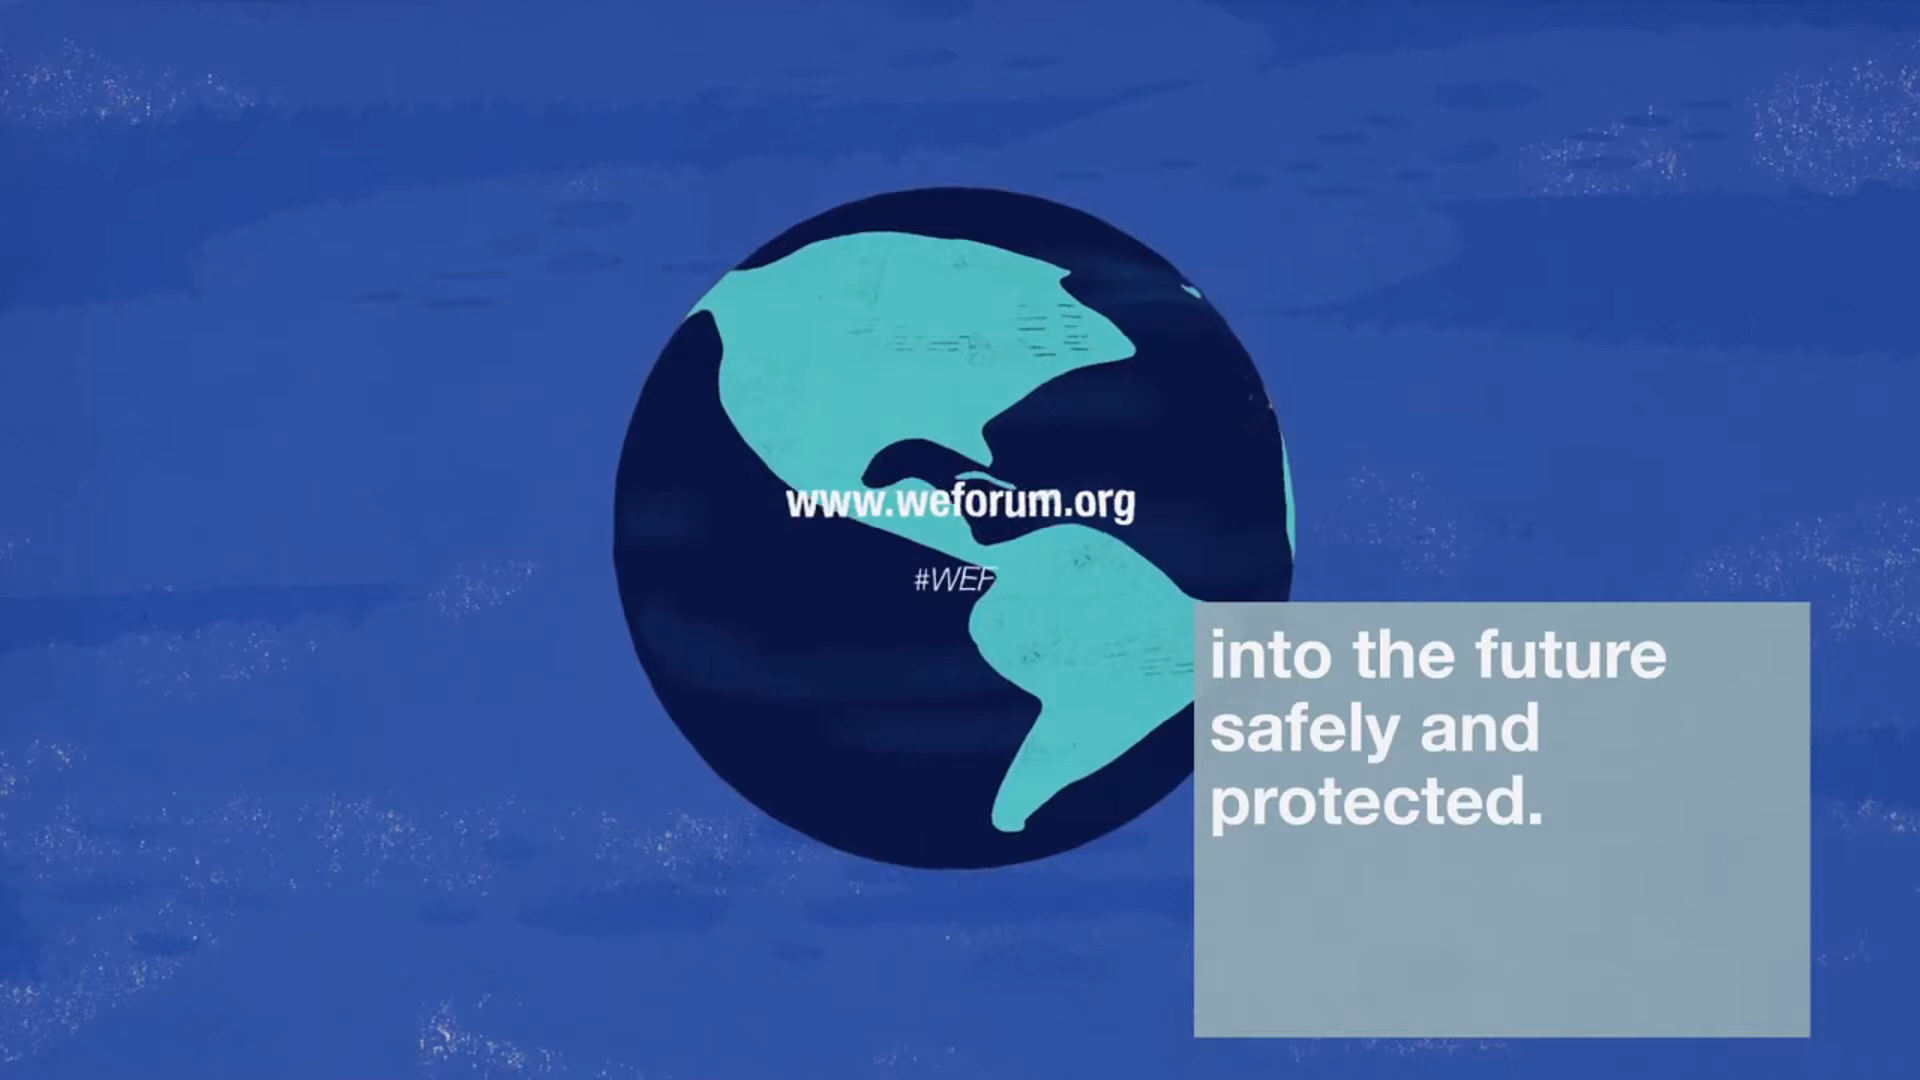 www.weforum.org
#WEF
into the future
safely and
protected.